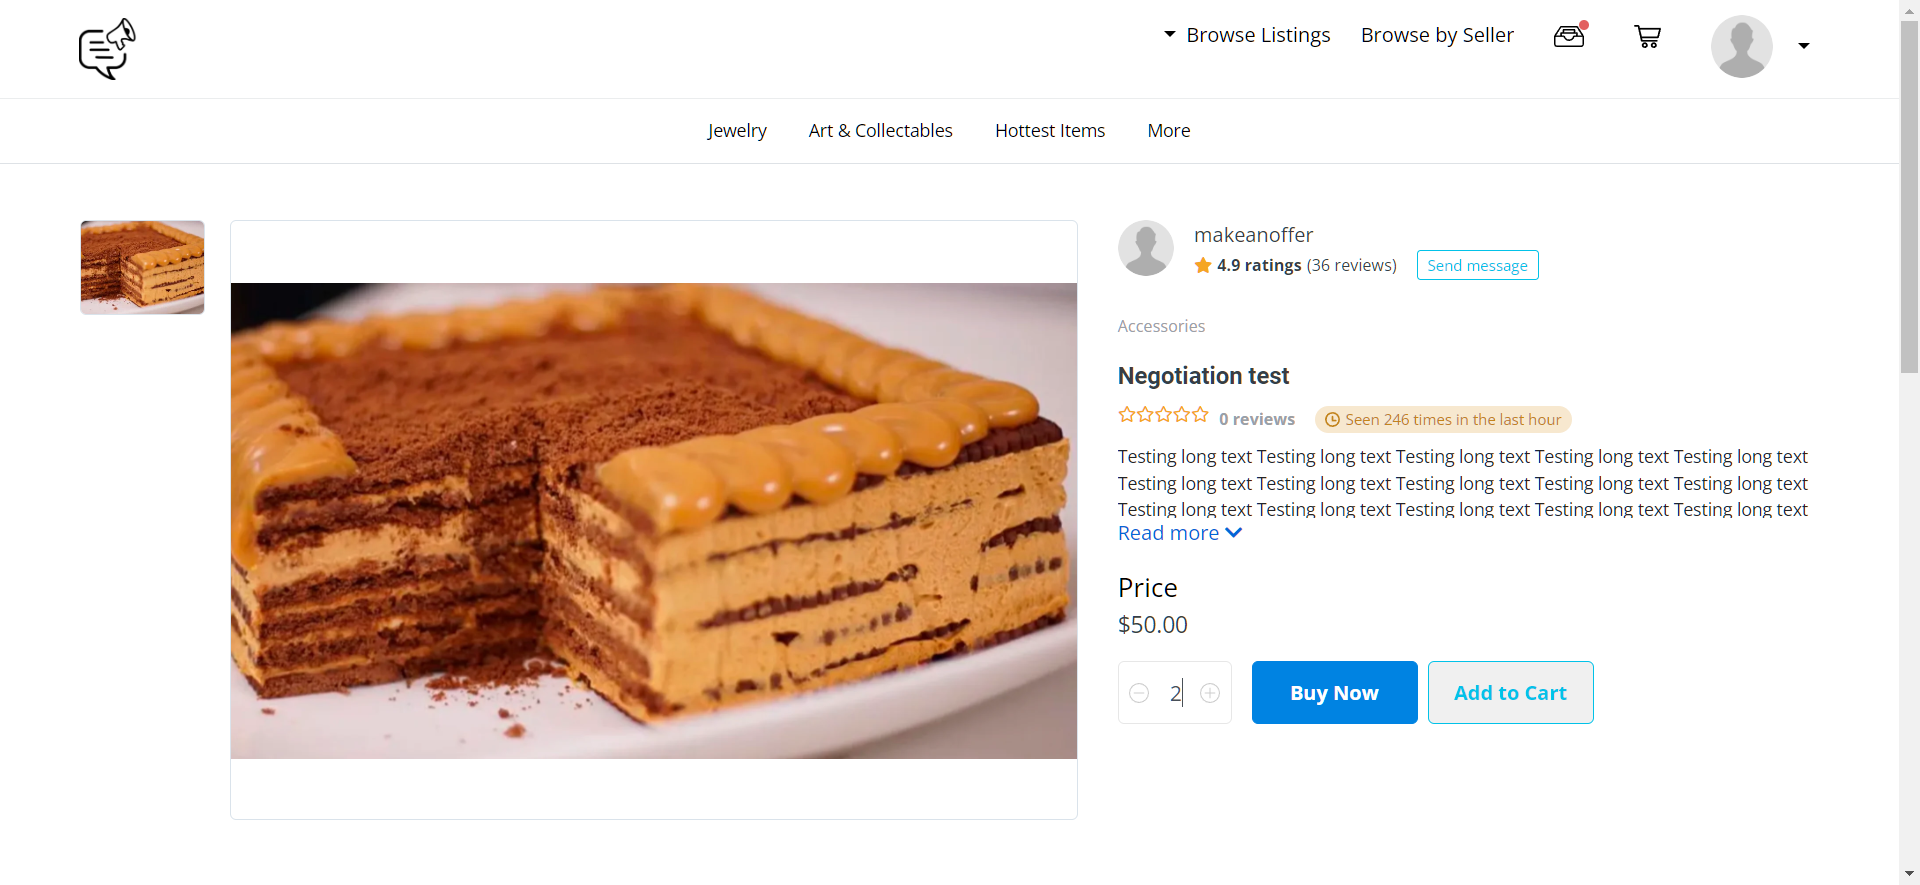 Browse Listings
Browse by Seller
Jewelry
Art & Collectables
Hottest Items
More
makeanoffer
4.9 ratings (36 reviews)
Send message
Accessories
Negotiation test
0 reviews
Seen 246 times in the last hour
Testing long text Testing long text Testing long text Testing long text Testing long text
Testing long text Testing long text Testing long text Testing long text Testing long text
Testing long text Testing long text Testing long text Testing long text Testing long text
Read more
Price
$50.00
2
Buy Now
Add to Cart